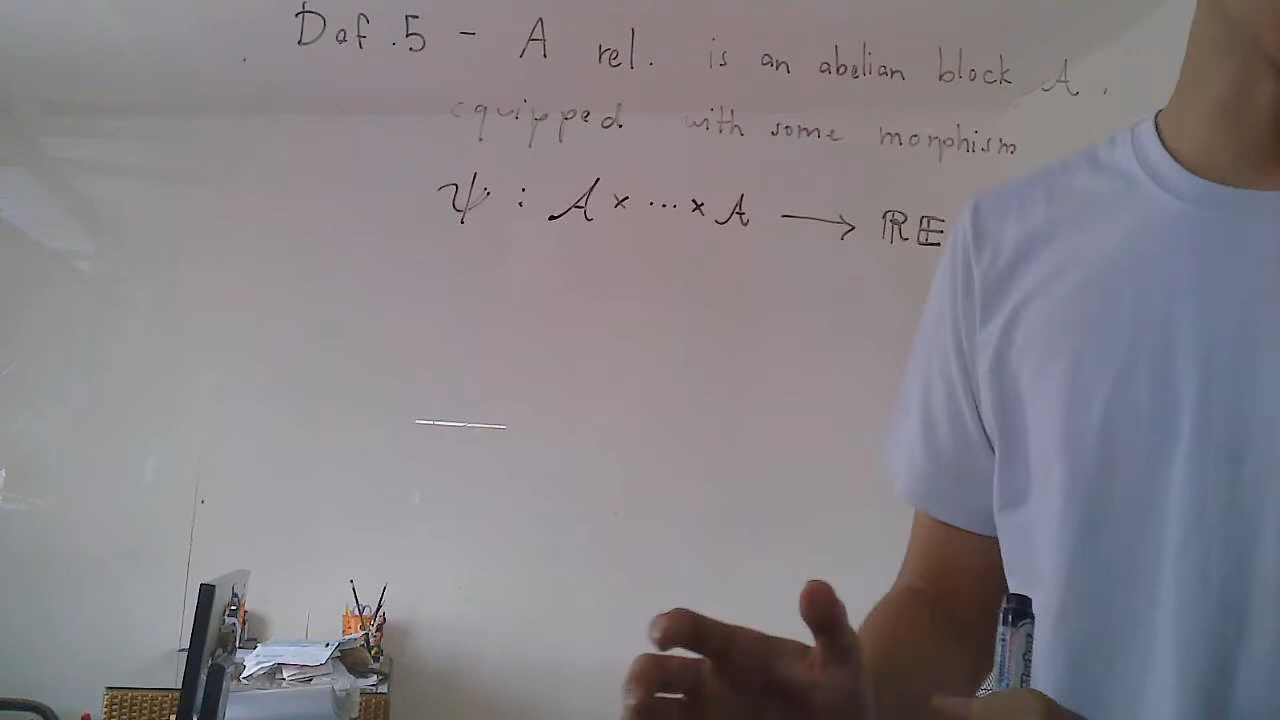 Def.5 - A rel. is an abelian block A.
equipped with some morphism
Ψ : A × ... × A ⟶ ℝ𝔼